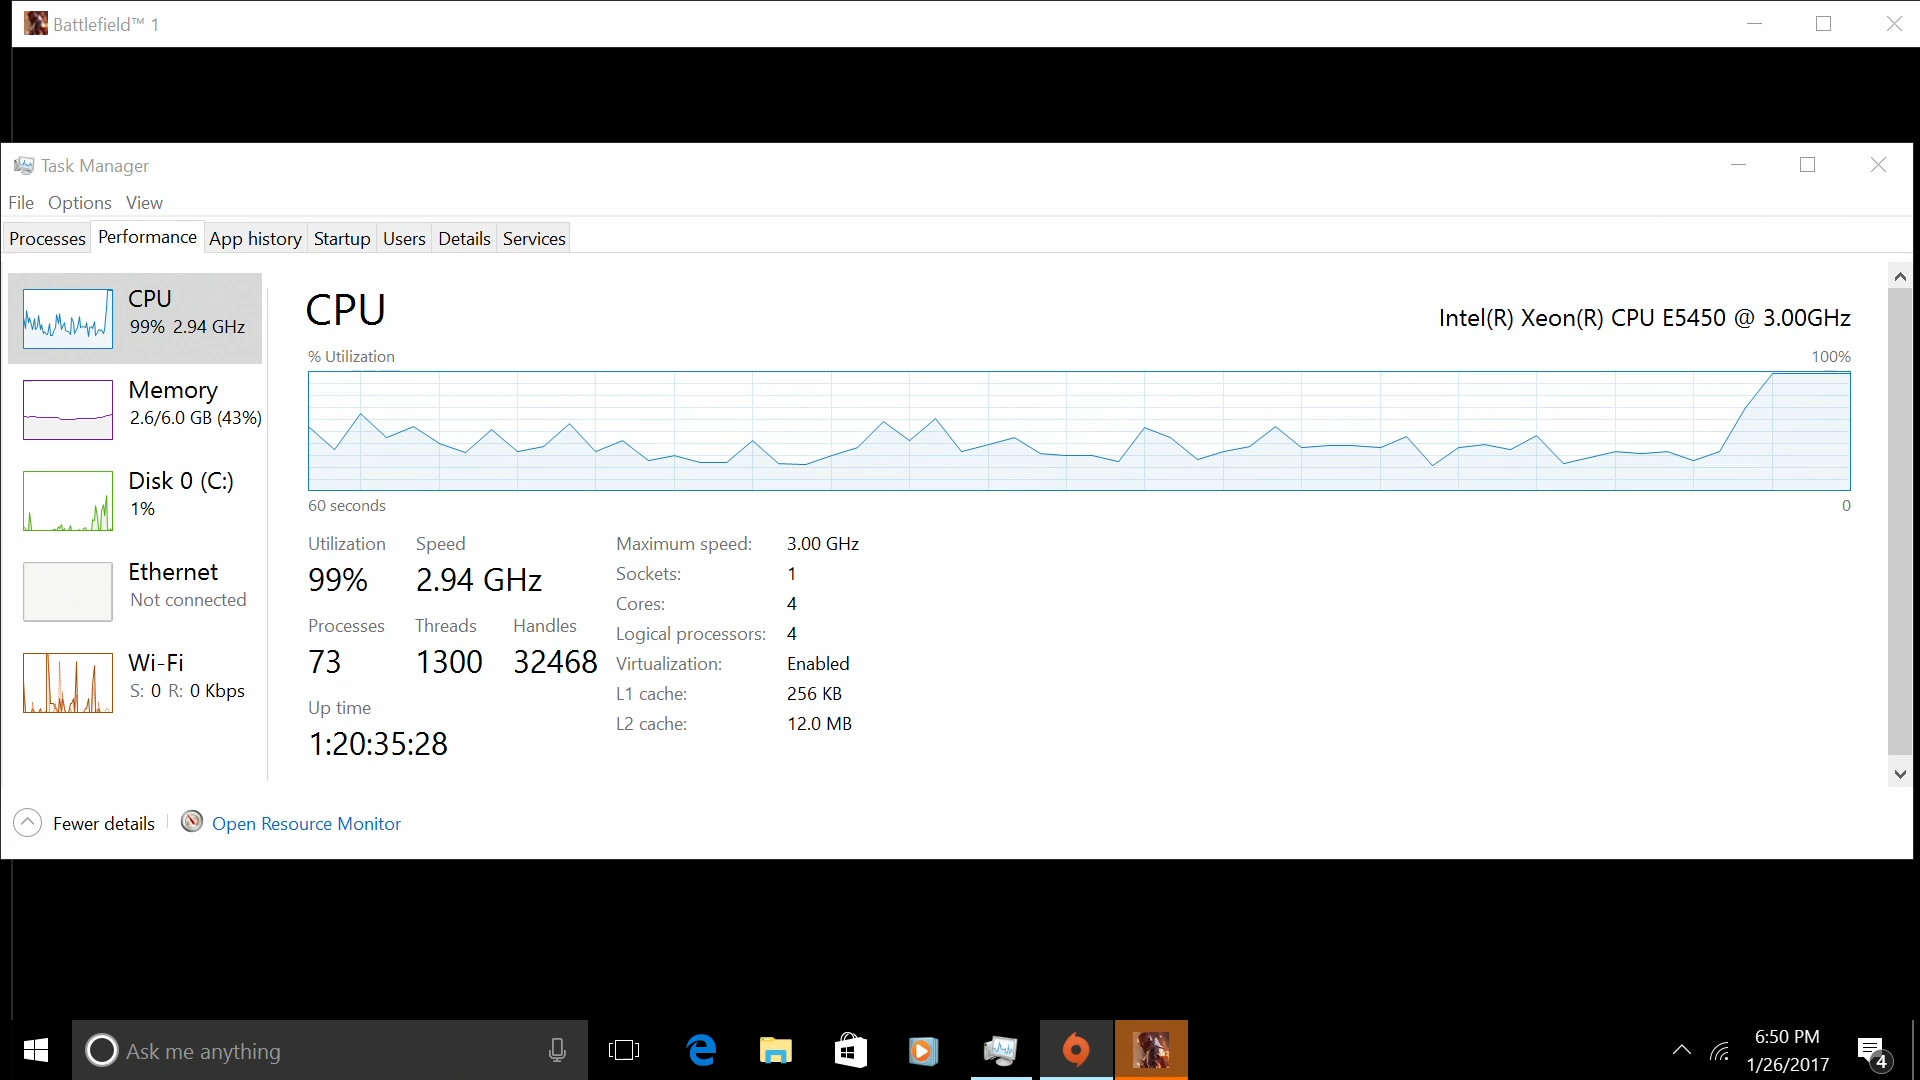 Battlefield™ 1
Task Manager
File Options View
Processes Performance App history Startup Users Details Services
CPU
99% 2.94 GHz
Memory
2.6/6.0 GB (43%)
Disk 0 (C:)
1%
Ethernet
Not connected
Wi-Fi
S: 0 R: 0 Kbps
CPU
Intel(R) Xeon(R) CPU E5450 @ 3.00GHz
% Utilization 100%
60 seconds 0
Utilization Speed
99% 2.94 GHz
Processes Threads Handles
73 1300 32468
Up time
1:20:35:28
Maximum speed: 3.00 GHz
Sockets: 1
Cores: 4
Logical processors: 4
Virtualization: Enabled
L1 cache: 256 KB
L2 cache: 12.0 MB
Fewer details Open Resource Monitor
Ask me anything
6:50 PM
1/26/2017
4